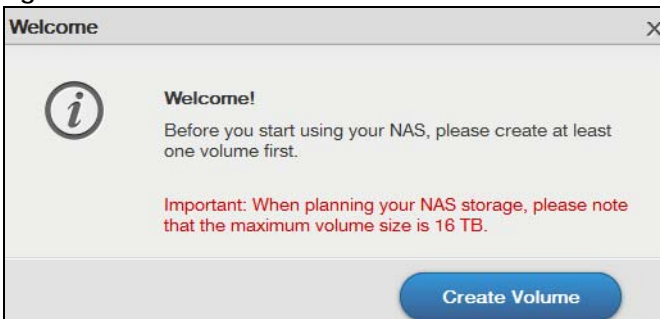 Welcome
Welcome!
Before you start using your NAS, please create at least
one volume first.
Important: When planning your NAS storage, please note
that the maximum volume size is 16 TB.
Create Volume